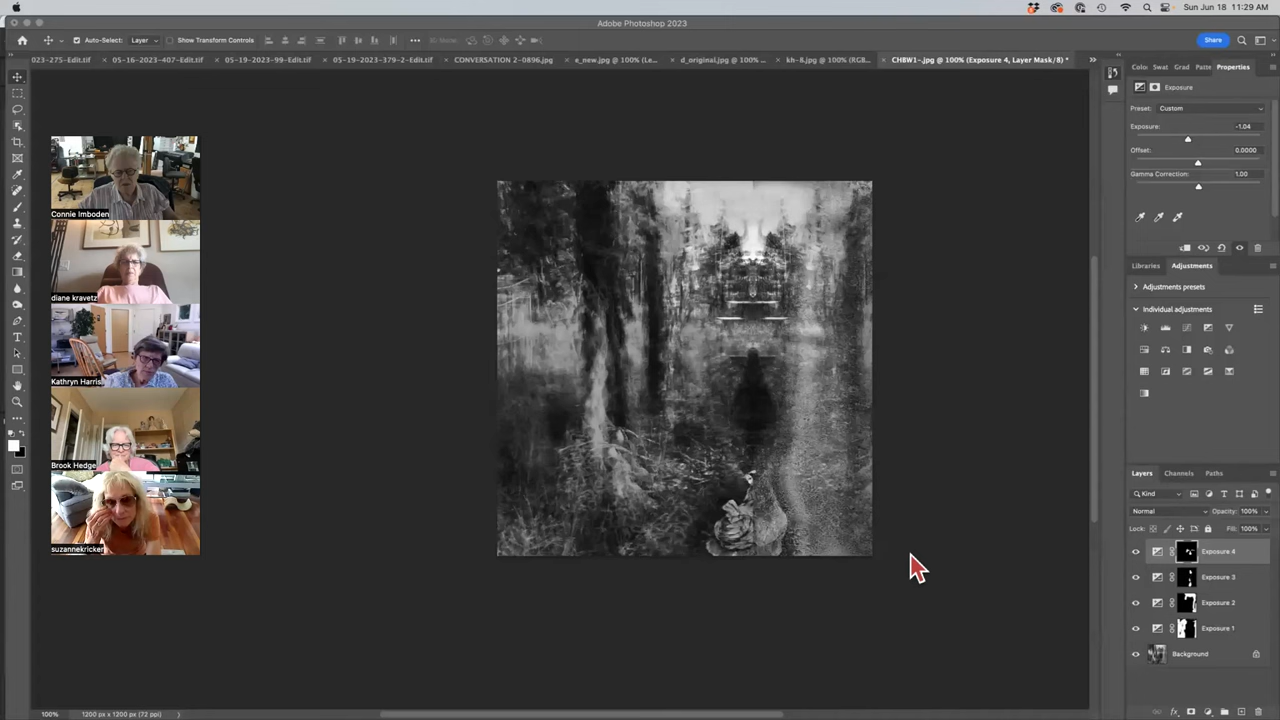 Sun Jun 18 11:29 AM
Adobe Photoshop 2023
Auto-Select: Layer Show Transform Controls
Share
023-275-Edit.tif 05-16-2023-407-Edit.tif 05-19-2023-99-Edit.tif 05-19-2023-379-2-Edit.tif CONVERSATION 2-0896.jpg e_new.jpg @ 100% (Le... d_original.jpg @ 100% ... kh-8.jpg @ 100% (RGB... CHBW1-.jpg @ 100% (Exposure 4, Layer Mask/8) *
Colo Swat Grad Patte Properties
Exposure
Preset: Custom
Exposure: -1.04
Offset: 0.0000
Gamma Correction: 1.00
Libraries Adjustments
Adjustments presets
Individual adjustments
Connie Imboden
diane kravetz
Kathryn Harris
Brook Hedge
suzannekricker
Layers Channels Paths
Kind
Normal Opacity: 100%
Lock: Fill: 100%
Exposure 4
Exposure 3
Exposure 2
Exposure 1
Background
100% 1200 px x 1200 px (72 ppi)